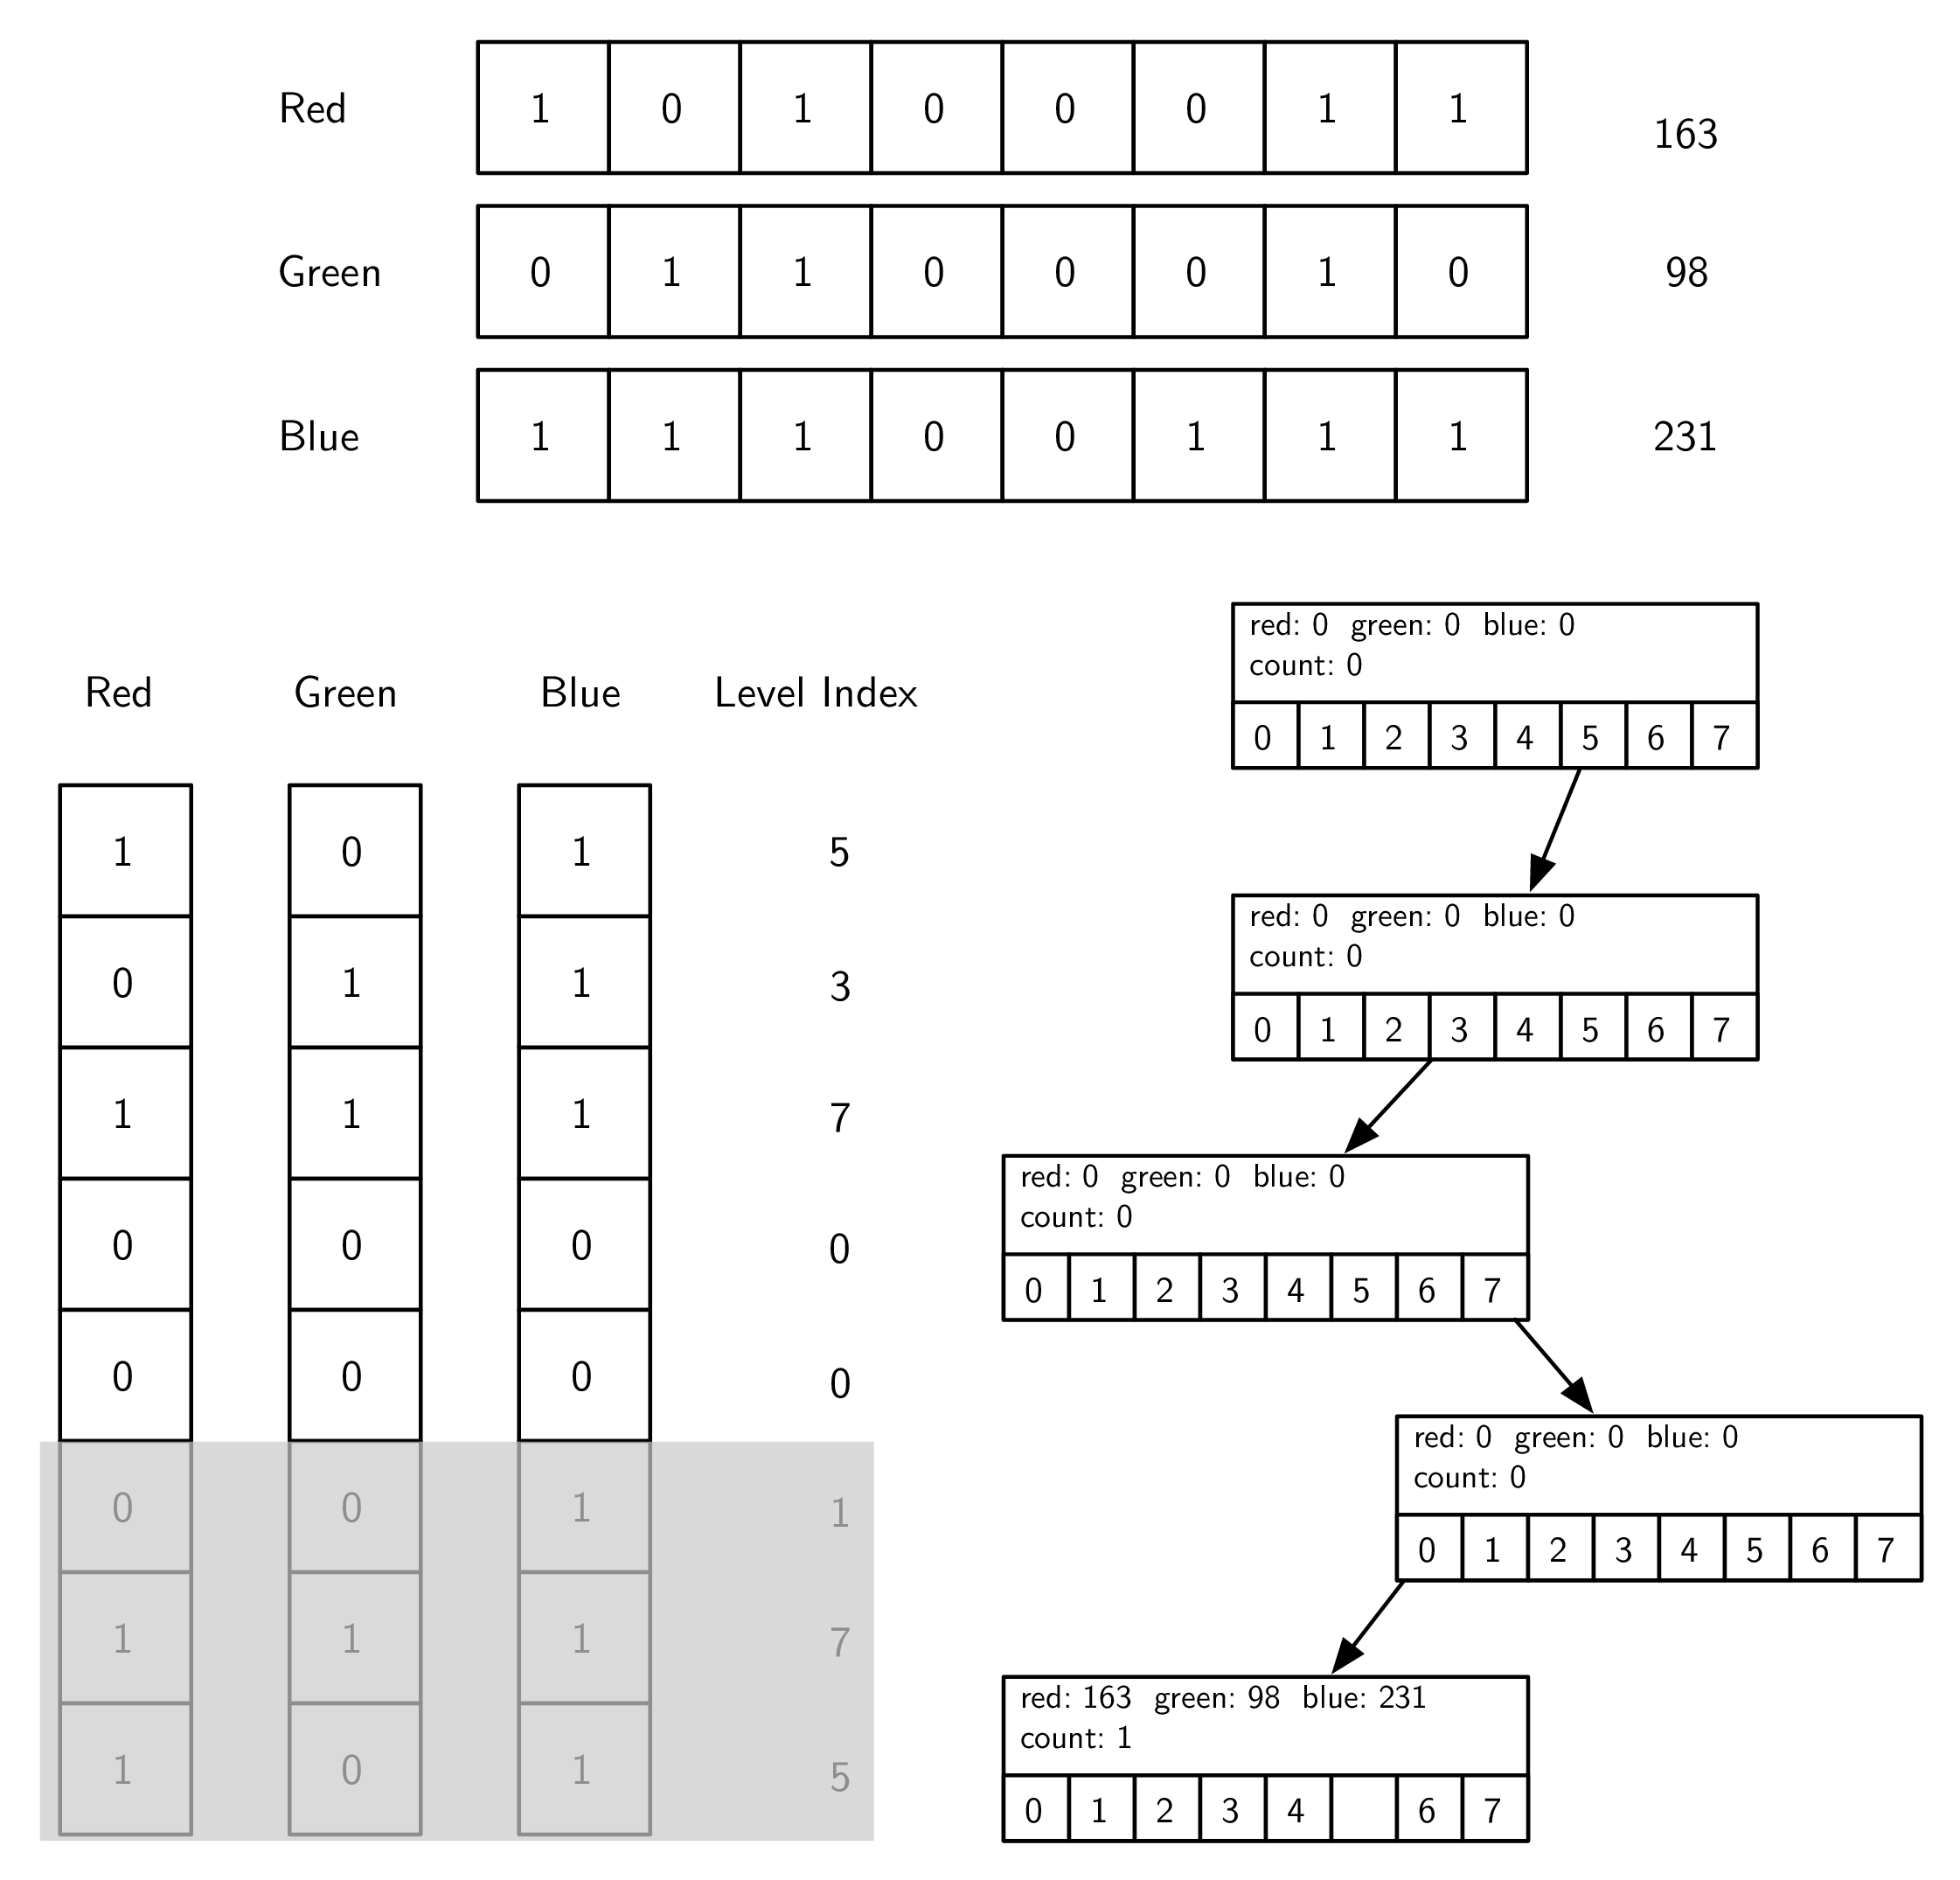 Red 1 0 1 0 0 0 1 1 163
Green 0 1 1 0 0 0 1 0 98
Blue 1 1 1 0 0 1 1 1 231
Red Green Blue Level Index
1 0 1 5
0 1 1 3
1 1 1 7
0 0 0 0
0 0 0 0
0 0 1 1
1 1 1 7
1 0 1 5
red: 0 green: 0 blue: 0
count: 0
0 1 2 3 4 5 6 7
red: 0 green: 0 blue: 0
count: 0
0 1 2 3 4 5 6 7
red: 0 green: 0 blue: 0
count: 0
0 1 2 3 4 5 6 7
red: 0 green: 0 blue: 0
count: 0
0 1 2 3 4 5 6 7
red: 163 green: 98 blue: 231
count: 1
0 1 2 3 4 6 7